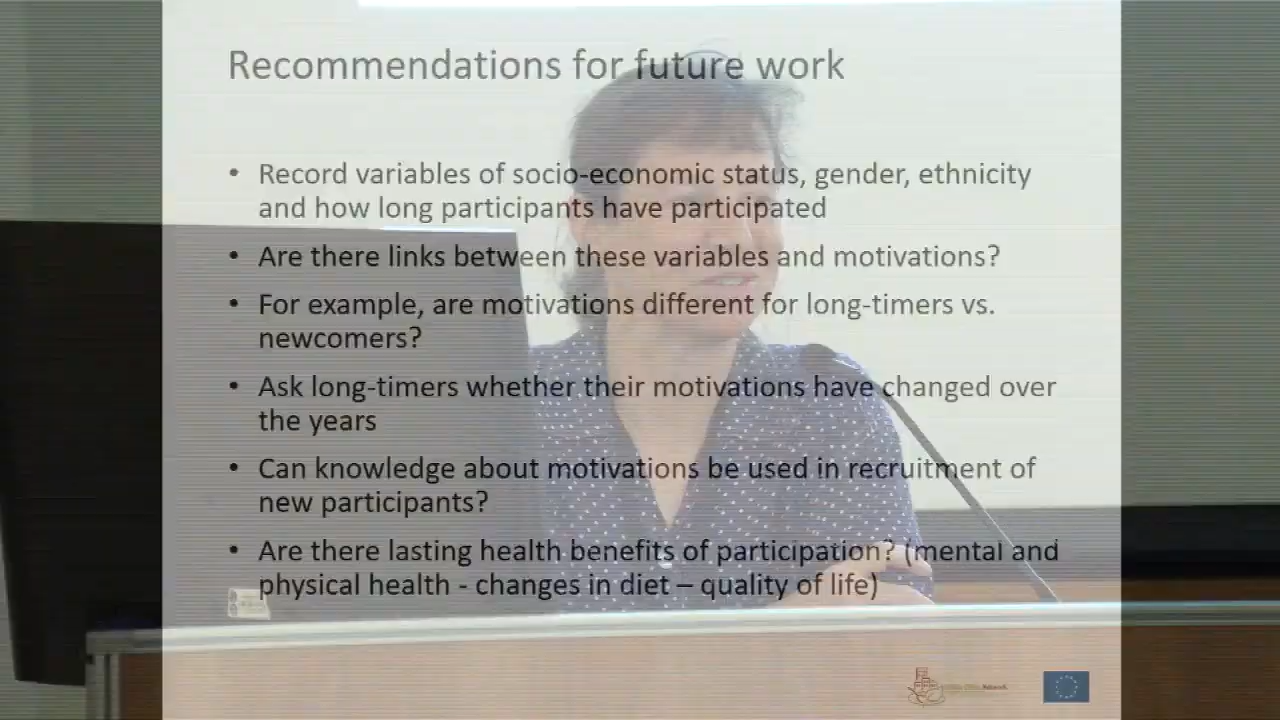 Recommendations for future work
• Record variables of socio-economic status, gender, ethnicity
and how long participants have participated
• Are there links between these variables and motivations?
• For example, are motivations different for long-timers vs.
newcomers?
• Ask long-timers whether their motivations have changed over
the years
• Can knowledge about motivations be used in recruitment of
new participants?
• Are there lasting health benefits of participation? (mental and
physical health - changes in diet – quality of life)